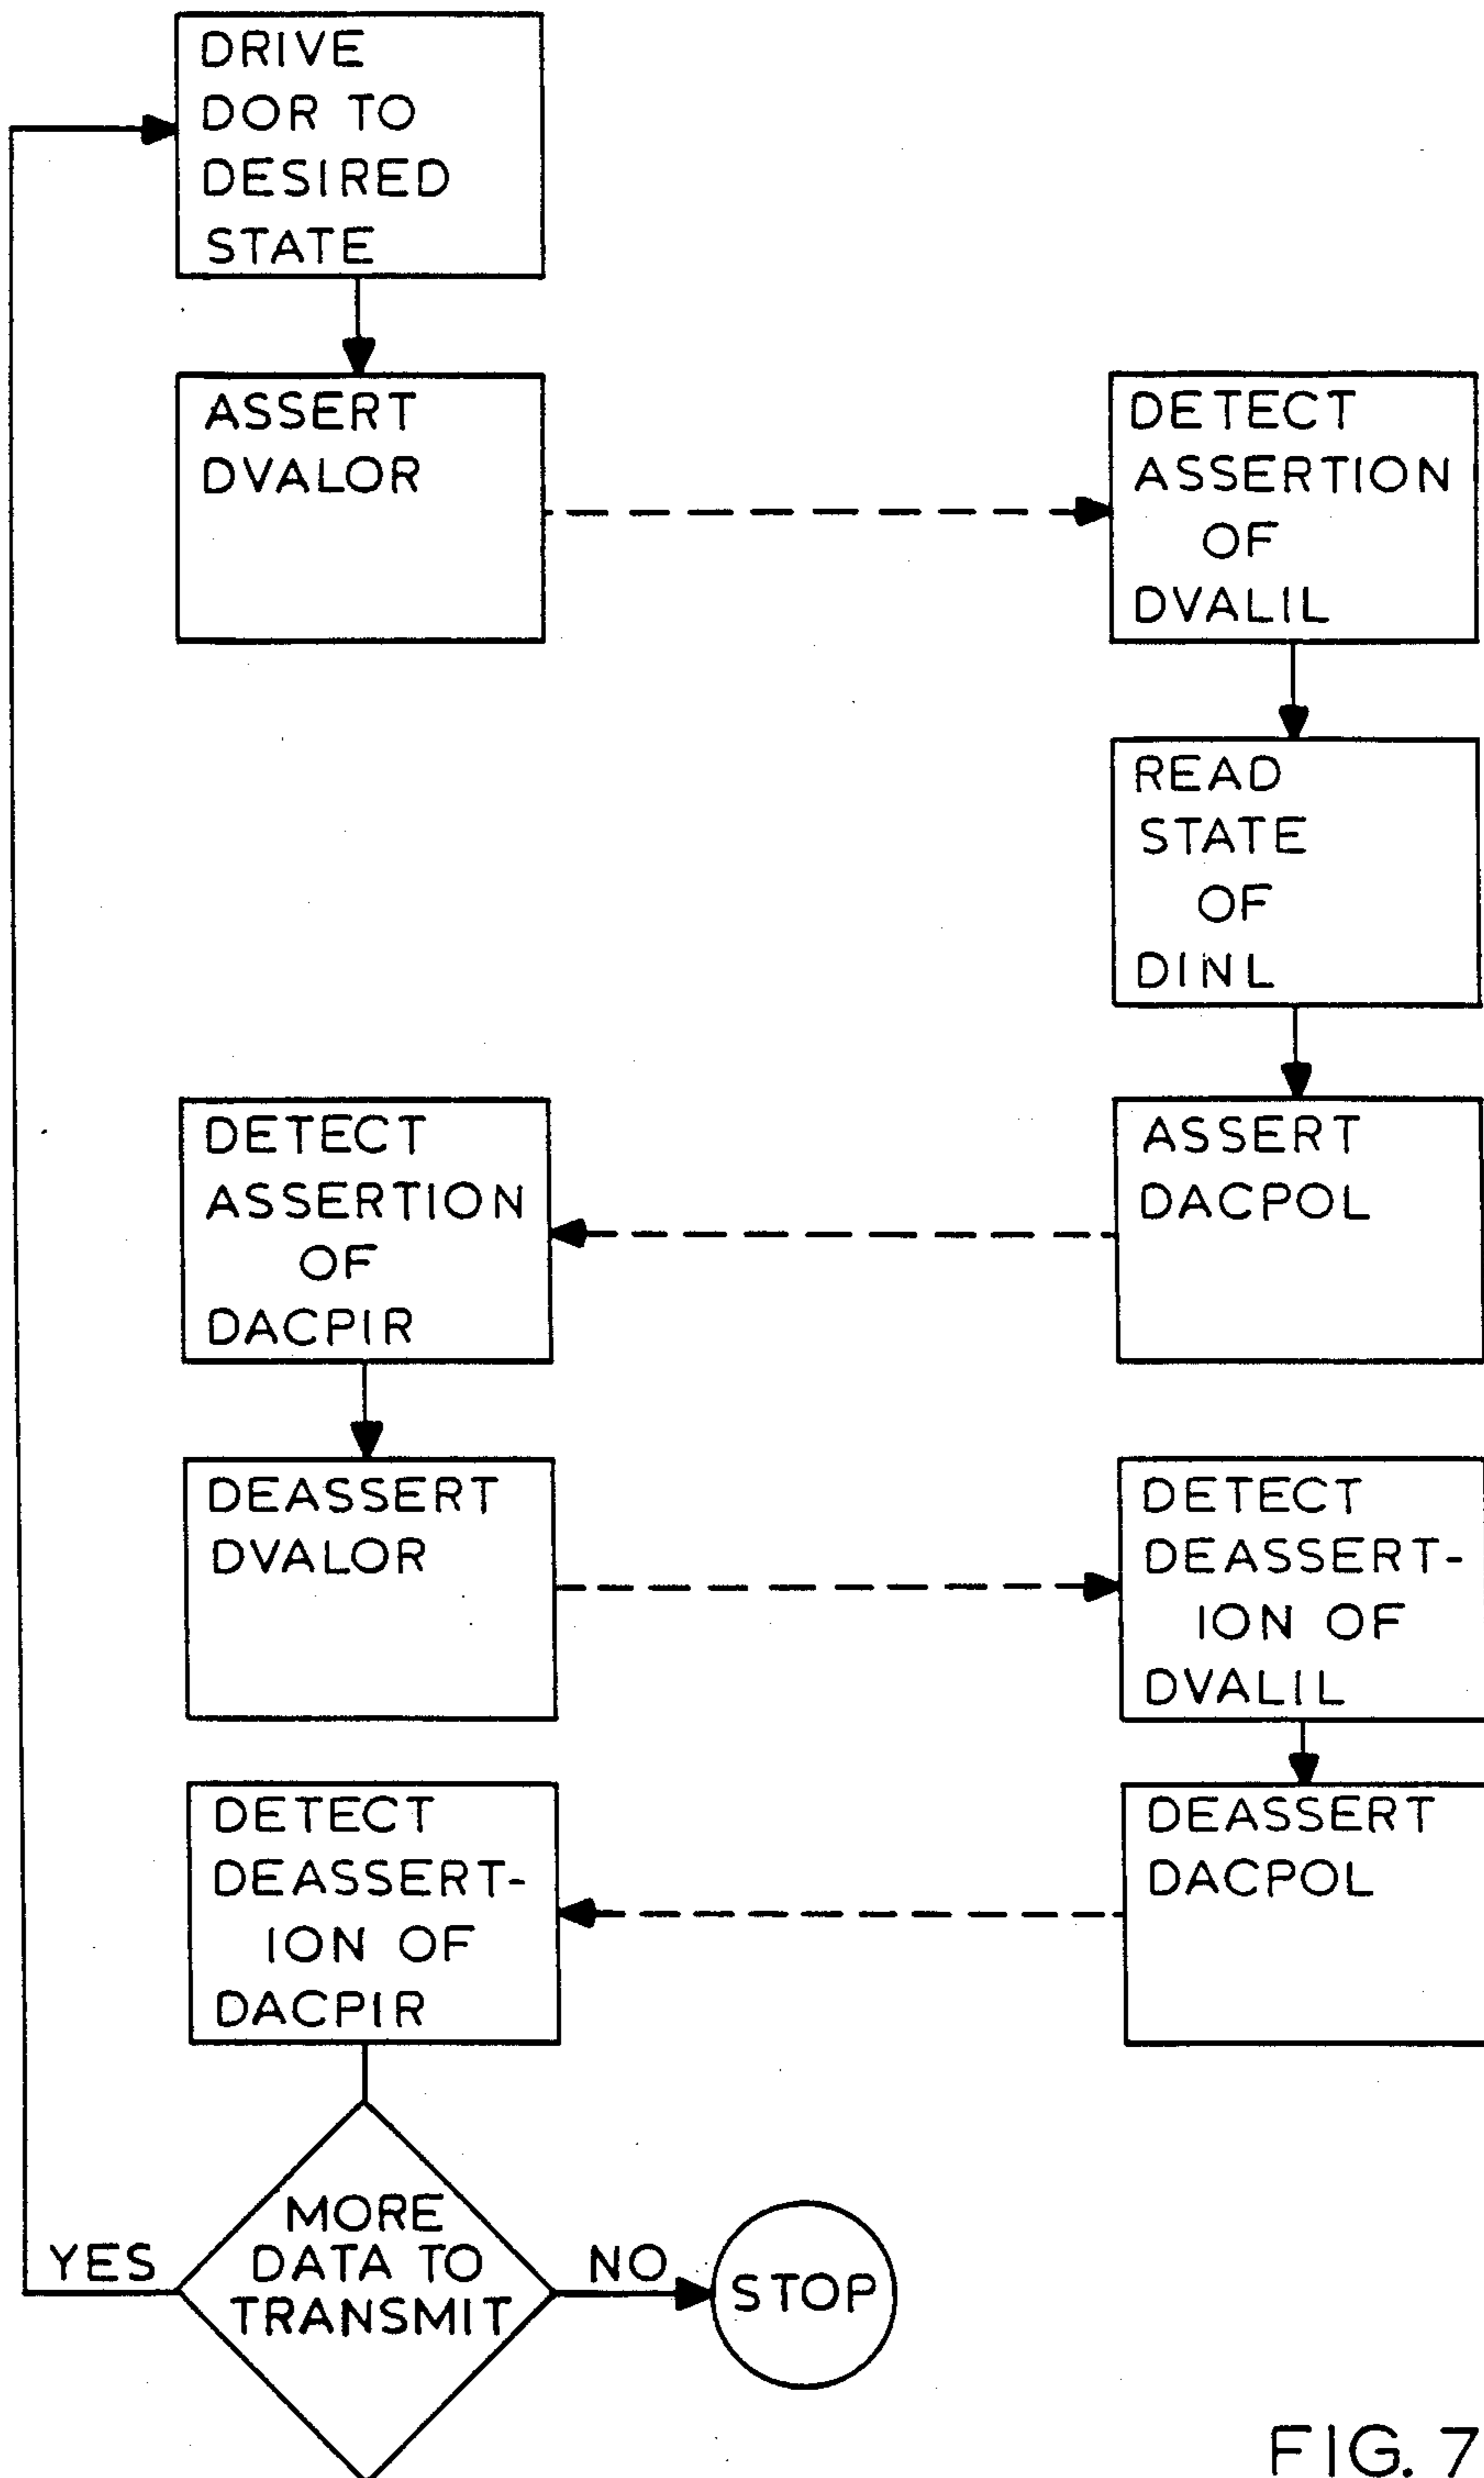 DRIVE
DOR TO
DESIRED
STATE
ASSERT
DVALOR
DETECT
ASSERTION
OF
DVALIL
READ
STATE
OF
DINL
ASSERT
DACPOL
DETECT
ASSERTION
OF
DACPIR
DEASSERT
DVALOR
DETECT
DEASSERT-
ION OF
DVALIL
DEASSERT
DACPOL
DETECT
DEASSERT-
ION OF
DACPIR
MORE
DATA TO
TRANSMIT
YES
NO
STOP
FIG. 7